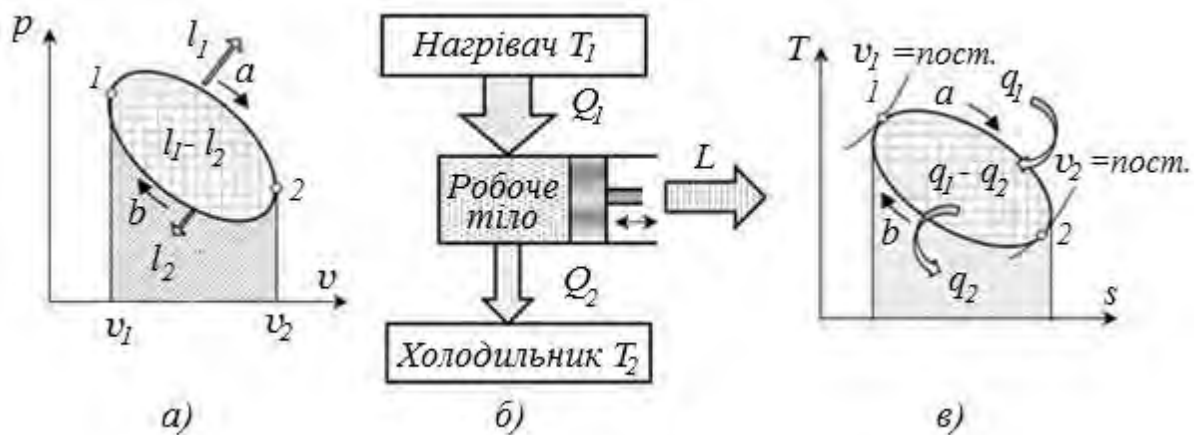 p
l₁
a
1
l₁- l₂
2
b
l₂
v₁
v₂
v
а)
Нагрівач T₁
Q₁
Робоче
тіло
L
Q₂
Холодильник T₂
б)
T
v₁ =пост.
q₁
1
a
v₂ =пост.
q₁ - q₂
b
2
q₂
s
в)